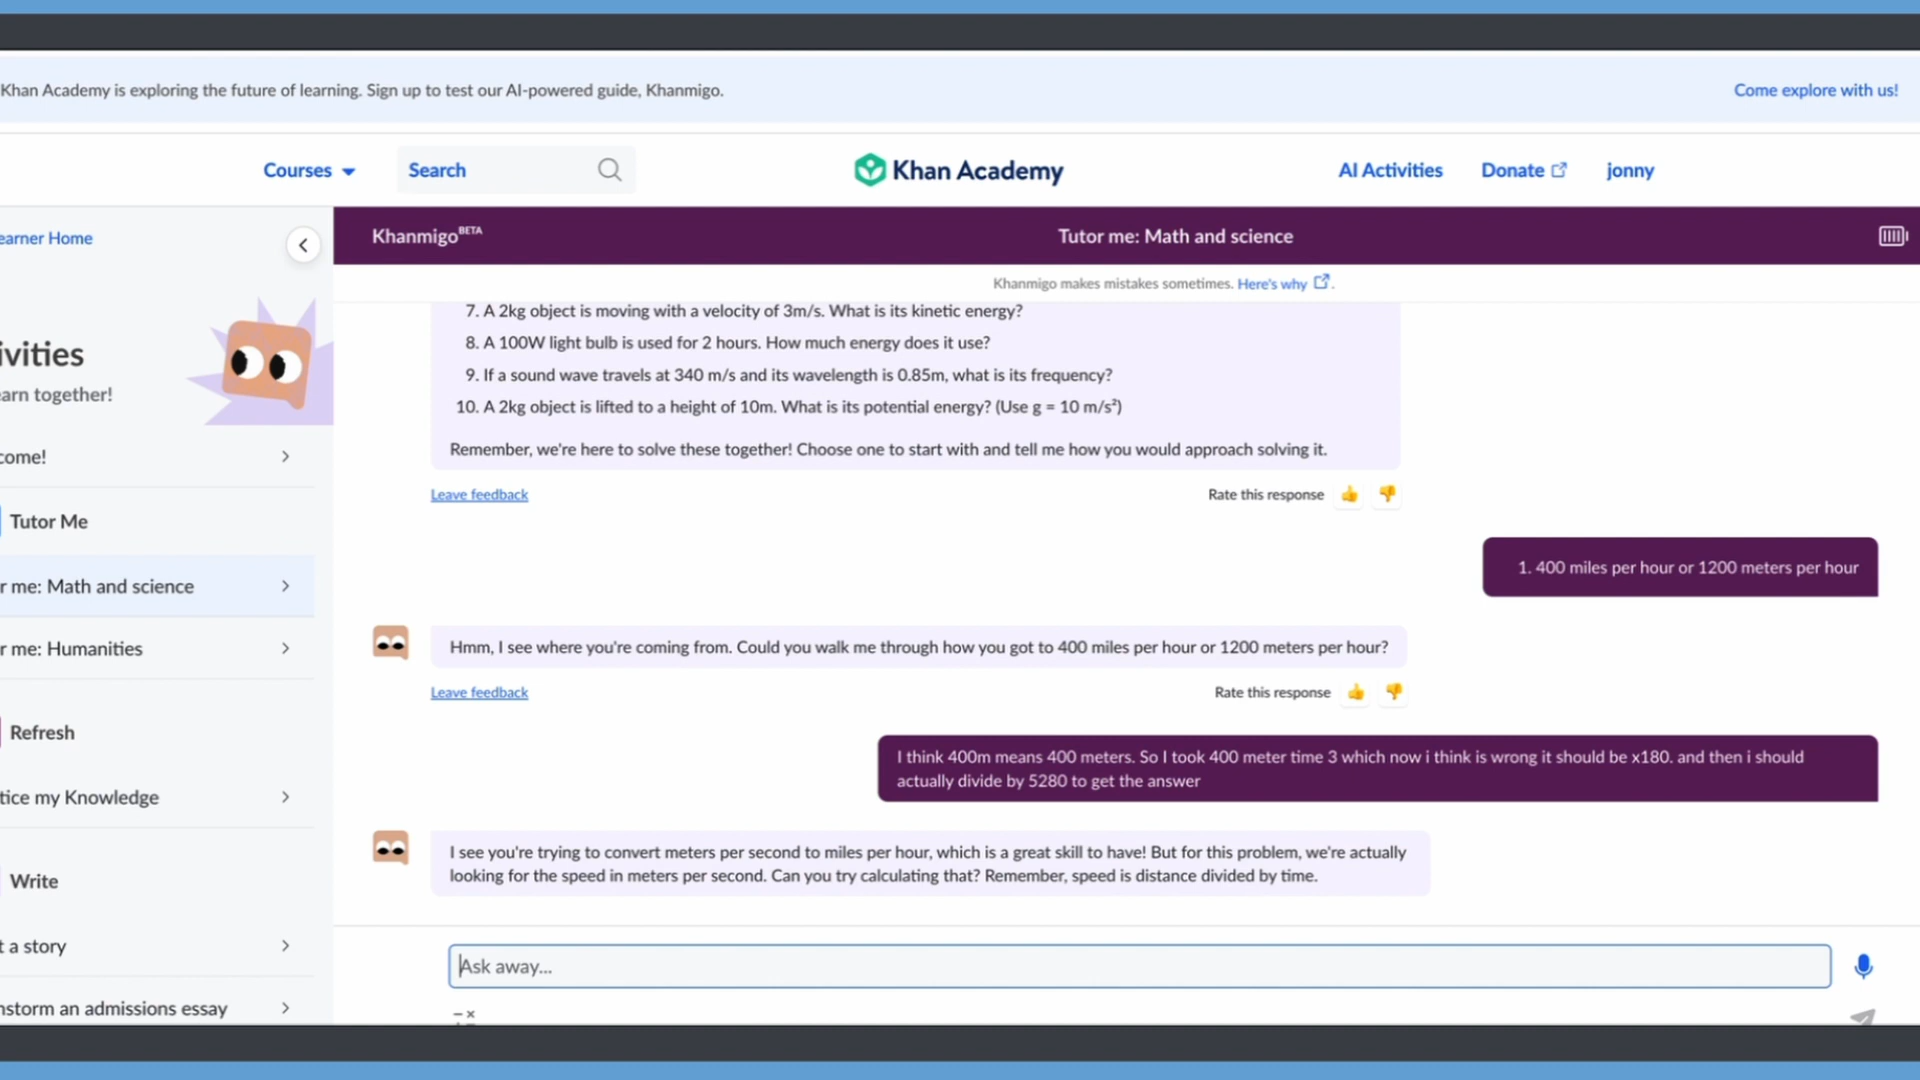 Khan Academy is exploring the future of learning. Sign up to test our AI-powered guide, Khanmigo.
Come explore with us!
Courses
Search
Khan Academy
AI Activities
Donate
jonny
earner Home
Khanmigo BETA
Tutor me: Math and science
Khanmigo makes mistakes sometimes. Here's why.
ivities
earn together!
come!
Tutor Me
r me: Math and science
r me: Humanities
Refresh
tice my Knowledge
Write
t a story
nstorm an admissions essay
7. A 2kg object is moving with a velocity of 3m/s. What is its kinetic energy?
8. A 100W light bulb is used for 2 hours. How much energy does it use?
9. If a sound wave travels at 340 m/s and its wavelength is 0.85m, what is its frequency?
10. A 2kg object is lifted to a height of 10m. What is its potential energy? (Use g = 10 m/s²)
Remember, we're here to solve these together! Choose one to start with and tell me how you would approach solving it.
Leave feedback
Rate this response
1. 400 miles per hour or 1200 meters per hour
Hmm, I see where you're coming from. Could you walk me through how you got to 400 miles per hour or 1200 meters per hour?
Leave feedback
Rate this response
I think 400m means 400 meters. So I took 400 meter time 3 which now i think is wrong it should be x180. and then i should
actually divide by 5280 to get the answer
I see you're trying to convert meters per second to miles per hour, which is a great skill to have! But for this problem, we're actually
looking for the speed in meters per second. Can you try calculating that? Remember, speed is distance divided by time.
Ask away...